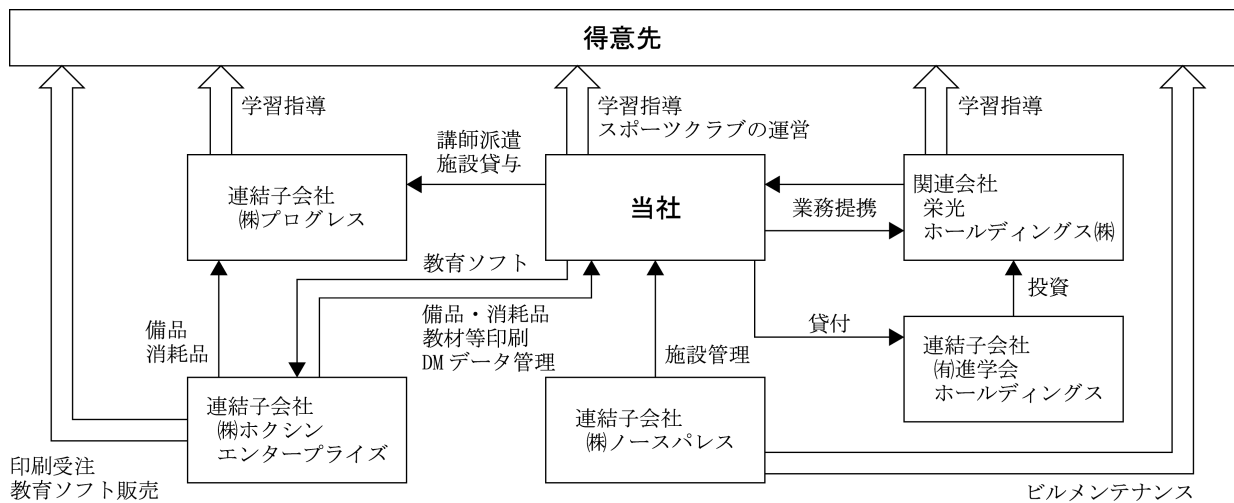 得意先
学習指導
学習指導
スポーツクラブの運営
学習指導
講師派遣
施設貸与
連結子会社
㈱プログレス
当社
業務提携
関連会社
栄光
ホールディングス㈱
教育ソフト
備品・消耗品
教材等印刷
DMデータ管理
備品
消耗品
施設管理
貸付
投資
連結子会社
㈲進学会
ホールディングス
連結子会社
㈱ホクシン
エンタープライズ
連結子会社
㈱ノースパレス
印刷受注
教育ソフト販売
ビルメンテナンス